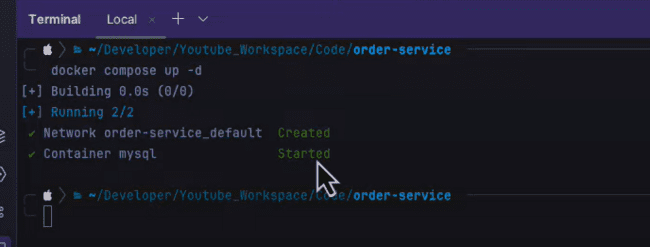 Terminal Local × +
~/Developer/Youtube_Workspace/Code/order-service
docker compose up -d
[+] Building 0.0s (0/0)
[+] Running 2/2
✔ Network order-service_default Created
✔ Container mysql Started
~/Developer/Youtube_Workspace/Code/order-service